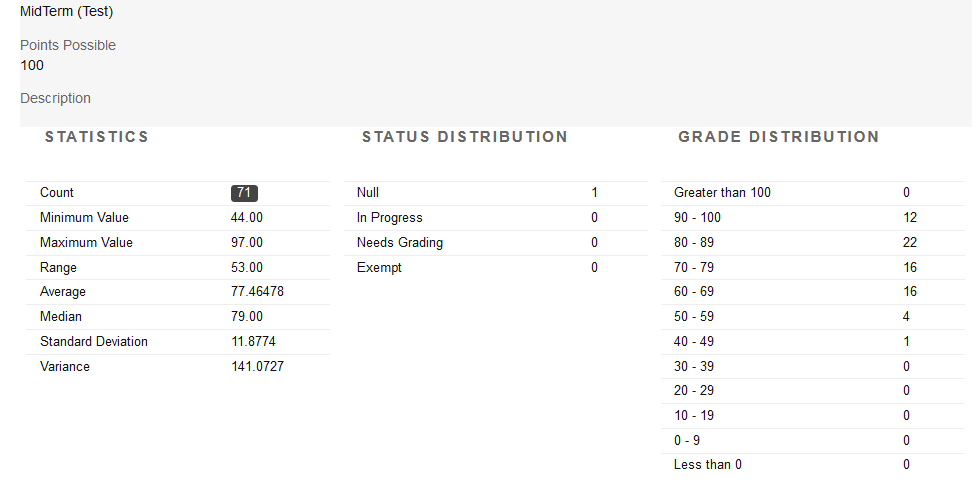 MidTerm (Test)
Points Possible
100
Description
STATISTICS
Count 71
Minimum Value 44.00
Maximum Value 97.00
Range 53.00
Average 77.46478
Median 79.00
Standard Deviation 11.8774
Variance 141.0727
STATUS DISTRIBUTION
Null 1
In Progress 0
Needs Grading 0
Exempt 0
GRADE DISTRIBUTION
Greater than 100 0
90 - 100 12
80 - 89 22
70 - 79 16
60 - 69 16
50 - 59 4
40 - 49 1
30 - 39 0
20 - 29 0
10 - 19 0
0 - 9 0
Less than 0 0